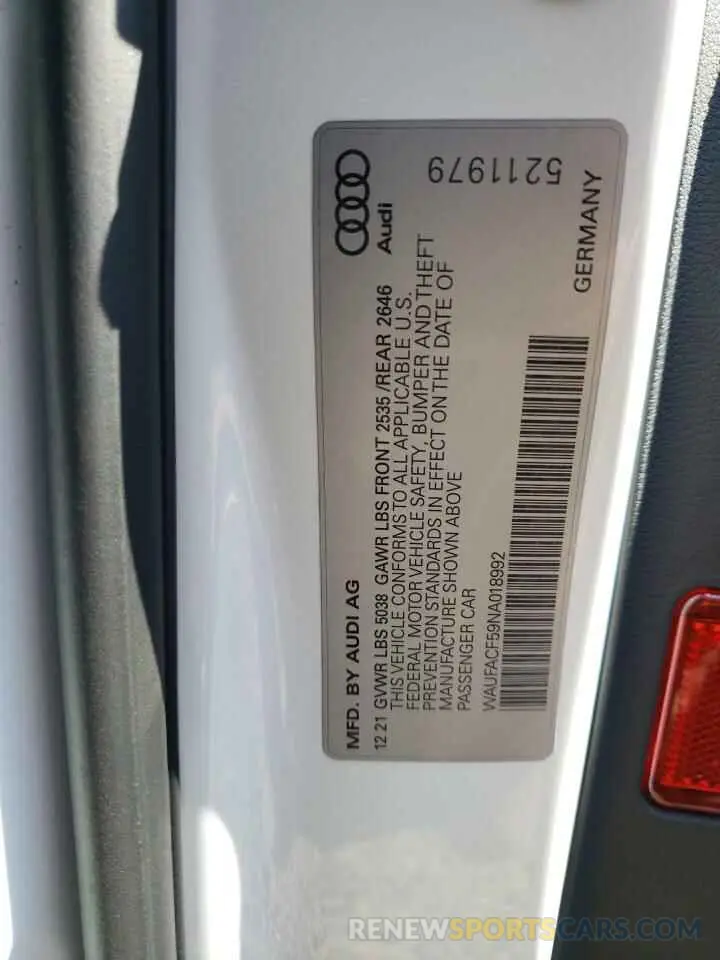 MFD. BY AUDI AG
Audi
12 21 GVWR LBS 5038 GAWR LBS FRONT 2535 /REAR 2646
THIS VEHICLE CONFORMS TO ALL APPLICABLE U.S.
FEDERAL MOTOR VEHICLE SAFETY, BUMPER AND THEFT
PREVENTION STANDARDS IN EFFECT ON THE DATE OF
MANUFACTURE SHOWN ABOVE
PASSENGER CAR
WAUFACF59NA018992
5211979
GERMANY
RENEWSPORTSCARS.COM